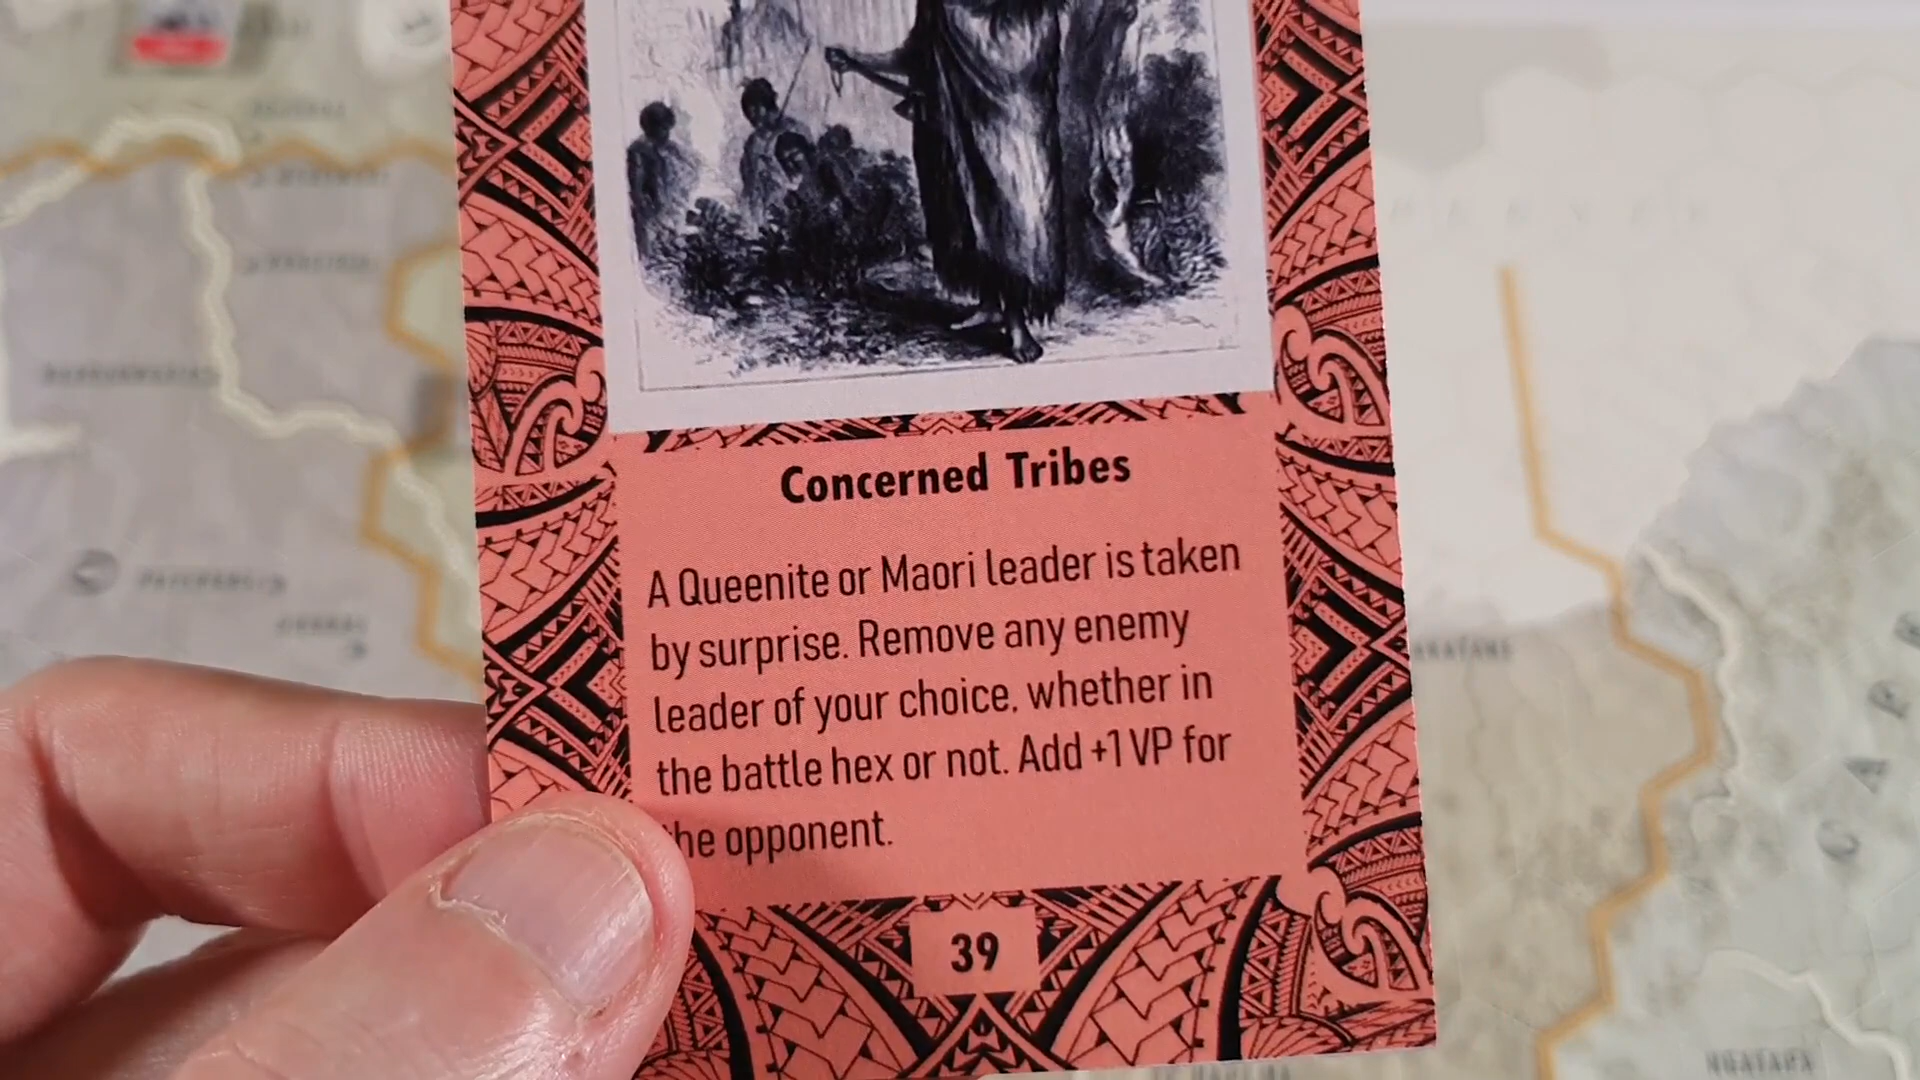 Concerned Tribes
A Queenite or Maori leader is taken
by surprise. Remove any enemy
leader of your choice, whether in
the battle hex or not. Add +1 VP for
the opponent.
39